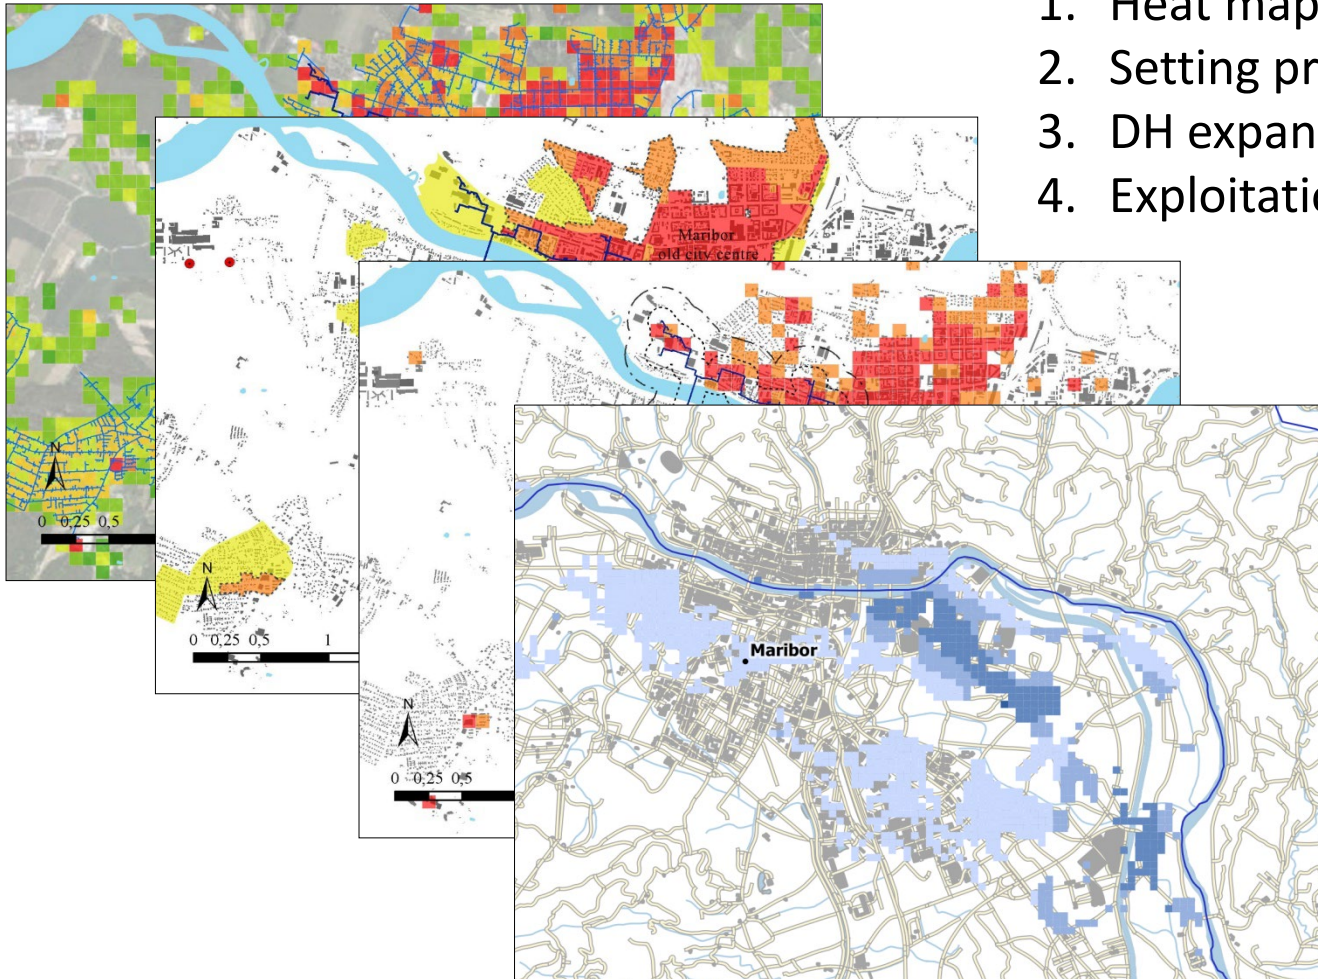 1. Heat map
2. Setting pr
3. DH expan
4. Exploitatio
Maribor
old city centre
N
0 0,25 0,5
N
0 0,25 0,5 1
Maribor
N
0 0,25 0,5